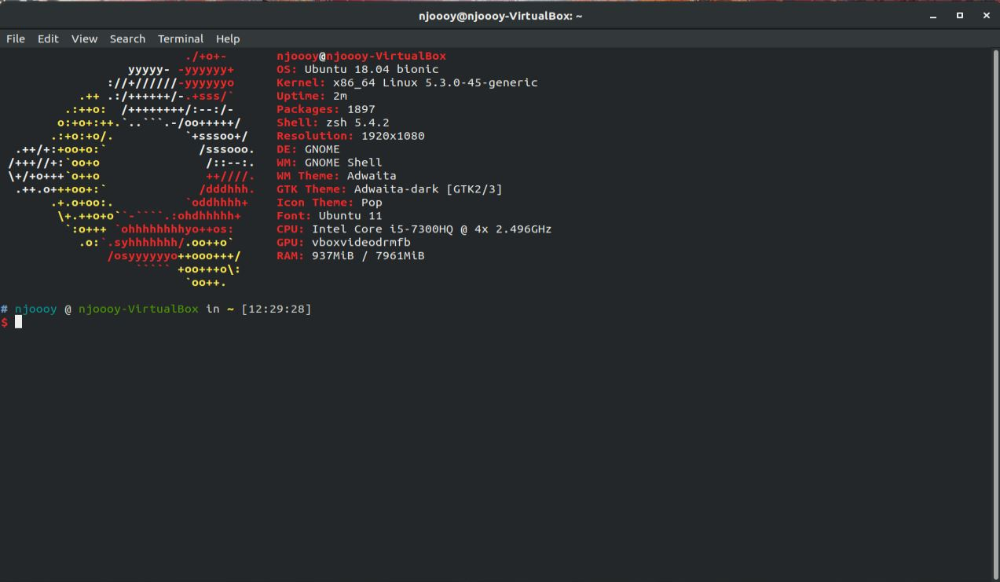 njoooy@njoooy-VirtualBox: ~
File Edit View Search Terminal Help
                          ./+o+-       njoooy@njoooy-VirtualBox
                  yyyyy- -yyyyyy+      OS: Ubuntu 18.04 bionic
               ://+//////-yyyyyyo      Kernel: x86_64 Linux 5.3.0-45-generic
           .++ .:/++++++/-.+sss/`      Uptime: 2m
         .:++o:  /++++++++/:--:/-      Packages: 1897
        o:+o+:++.`..```.-/oo+++++/     Shell: zsh 5.4.2
       .:+o:+o/.          `+sssoo+/    Resolution: 1920x1080
  .++/+:+oo+o:`             /sssooo.   DE: GNOME
 /+++//+:`oo+o               /::--:.   WM: GNOME Shell
 \+/+o+++`o++o               ++////.   WM Theme: Adwaita
  .++.o+++oo+:`             /dddhhh.   GTK Theme: Adwaita-dark [GTK2/3]
       .+.o+oo:.          `oddhhhh+    Icon Theme: Pop
        \+.++o+o``-````.:ohdhhhhh+     Font: Ubuntu 11
         `:o+++ `ohhhhhhhhyo++os:      CPU: Intel Core i5-7300HQ @ 4x 2.496GHz
           .o:`.syhhhhhhh/.oo++o`      GPU: vboxvideodrmfb
               /osyyyyyyo++ooo+++/     RAM: 937MiB / 7961MiB
                   ````` +oo+++o\:
                          `oo++.
# njoooy @ njoooy-VirtualBox in ~ [12:29:28]
$